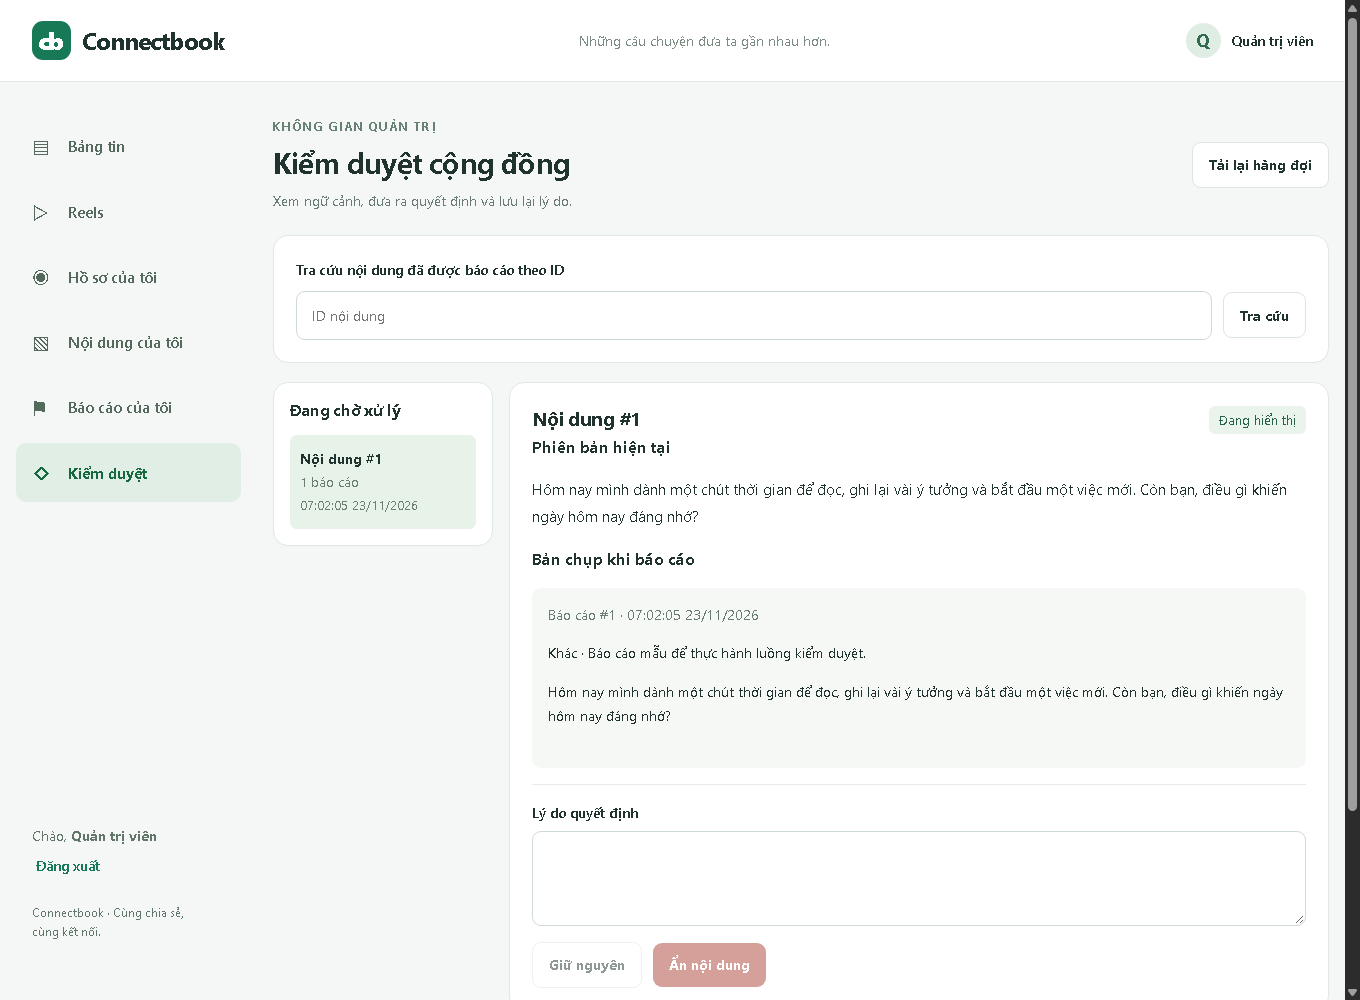 Connectbook
Những câu chuyện đưa ta gần nhau hơn.
Q
Quản trị viên
Bảng tin
Reels
Hồ sơ của tôi
Nội dung của tôi
Báo cáo của tôi
Kiểm duyệt
KHÔNG GIAN QUẢN TRỊ
Kiểm duyệt cộng đồng
Xem ngữ cảnh, đưa ra quyết định và lưu lại lý do.
Tải lại hàng đợi
Tra cứu nội dung đã được báo cáo theo ID
ID nội dung
Tra cứu
Đang chờ xử lý
Nội dung #1
1 báo cáo
07:02:05 23/11/2026
Nội dung #1
Đang hiển thị
Phiên bản hiện tại
Hôm nay mình dành một chút thời gian để đọc, ghi lại vài ý tưởng và bắt đầu một việc mới. Còn bạn, điều gì khiến
ngày hôm nay đáng nhớ?
Bản chụp khi báo cáo
Báo cáo #1 · 07:02:05 23/11/2026
Khác · Báo cáo mẫu để thực hành luồng kiểm duyệt.
Hôm nay mình dành một chút thời gian để đọc, ghi lại vài ý tưởng và bắt đầu một việc mới. Còn bạn, điều gì khiến ngày
hôm nay đáng nhớ?
Lý do quyết định
Giữ nguyên
Ẩn nội dung
Chào, Quản trị viên
Đăng xuất
Connectbook · Cùng chia sẻ,
cùng kết nối.